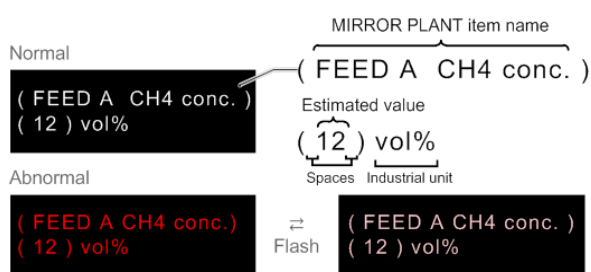 MIRROR PLANT item name
Normal
( FEED A  CH4 conc. )
( 12 ) vol%
( FEED A  CH4 conc. )
Estimated value
( 12 ) vol%
Spaces
Industrial unit
Abnormal
( FEED A CH4 conc.)
( 12 ) vol%
⇄
Flash
( FEED A CH4 conc. )
( 12 ) vol%